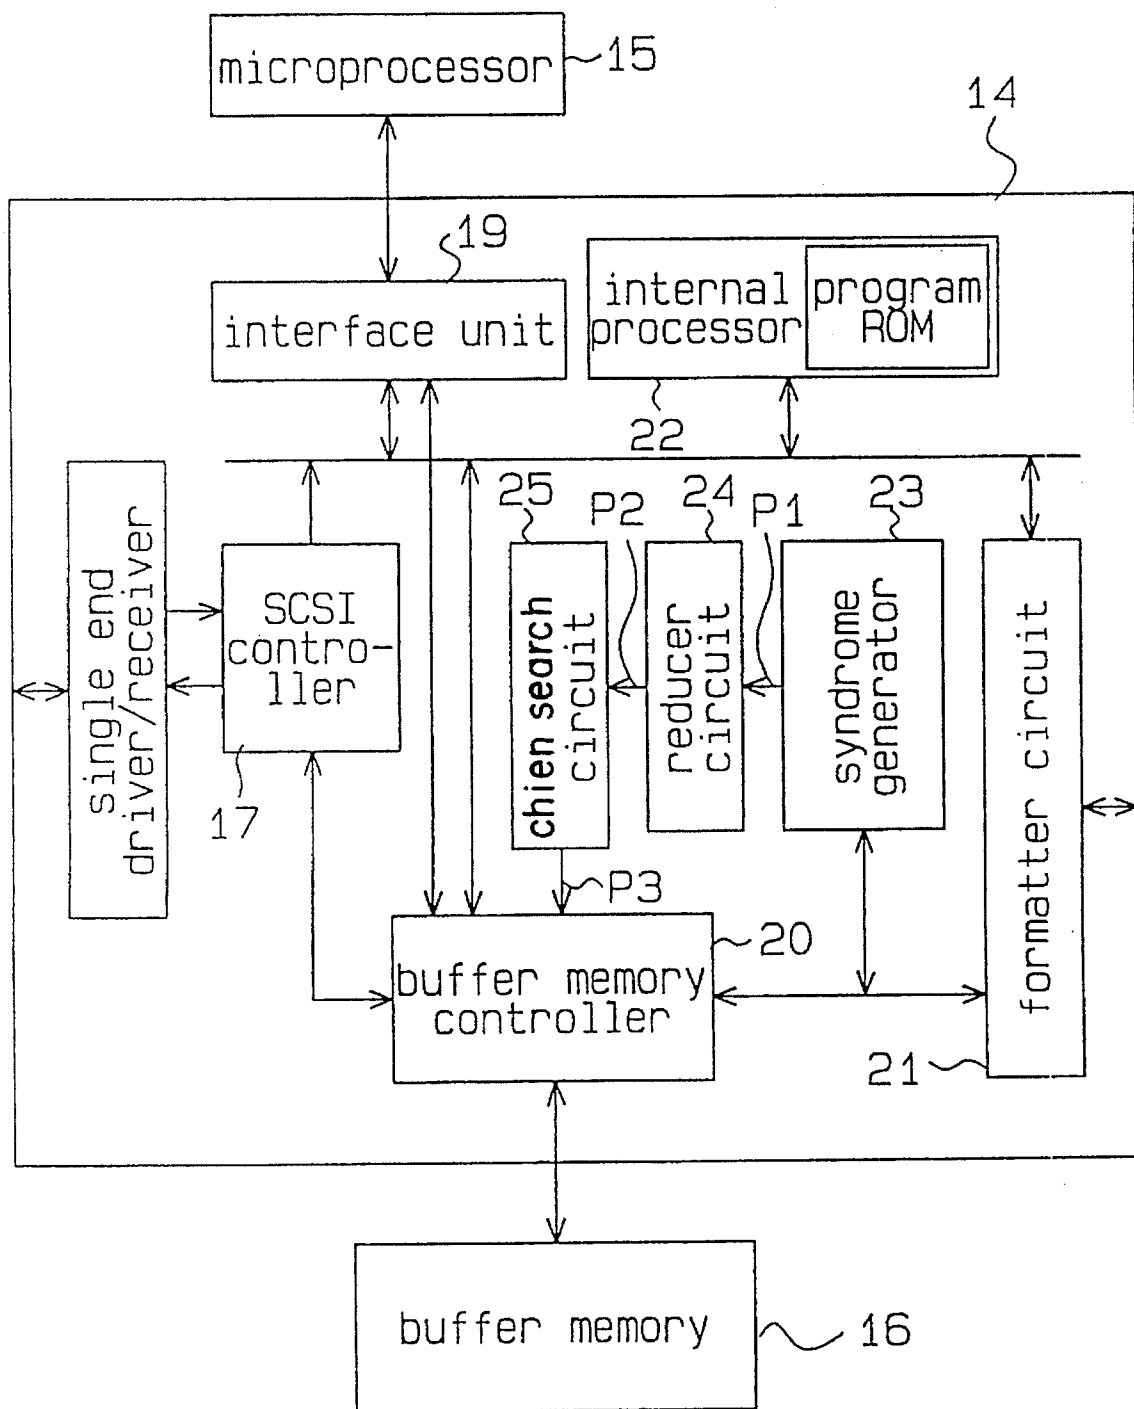 microprocessor
15
14
19
interface unit
internal
processor
program
ROM
22
25
P2
24
P1
23
single end
driver/receiver
SCSI
contro-
ller
17
chien search
circuit
reducer
circuit
syndrome
generator
formatter circuit
P3
20
buffer memory
controller
21
buffer memory
16